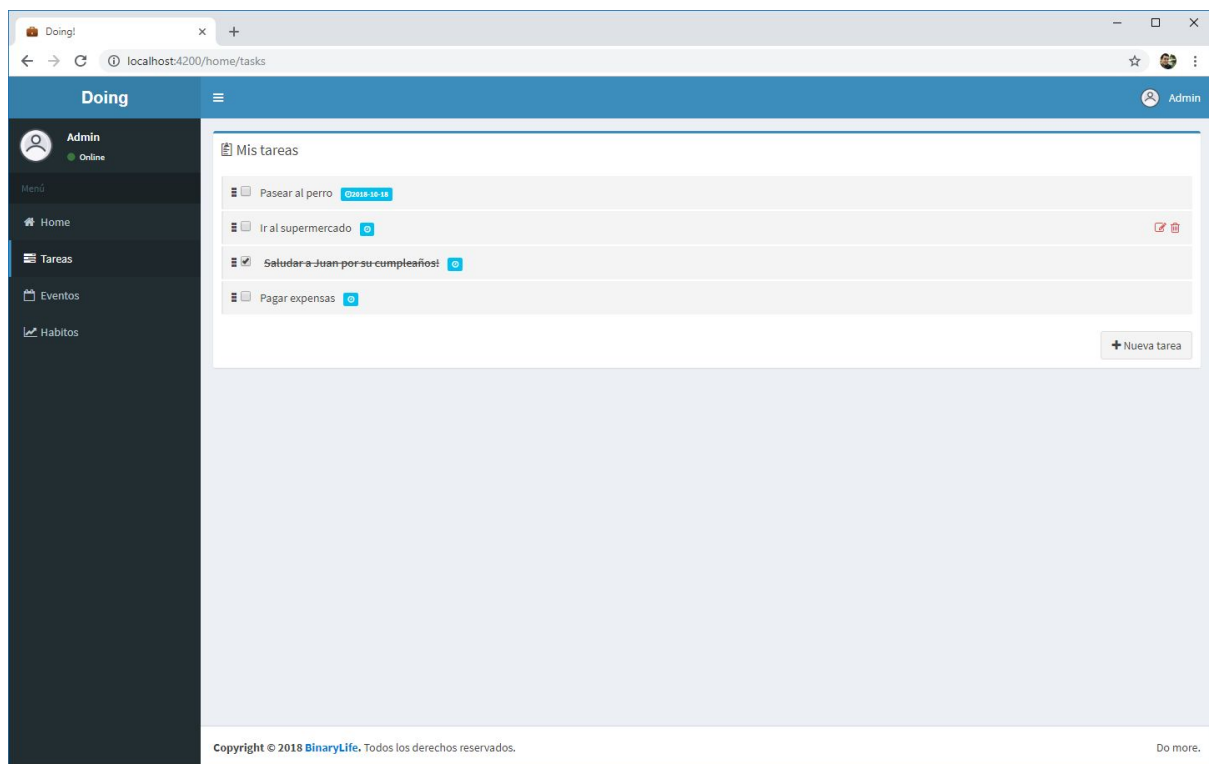 Doing!
localhost:4200/home/tasks
Doing
Admin
Admin
Online
Menú
Home
Tareas
Eventos
Habitos
Mis tareas
Pasear al perro 2018-10-18
Ir al supermercado
Saludar a Juan por su cumpleaños!
Pagar expensas
Nueva tarea
Copyright © 2018 BinaryLife. Todos los derechos reservados.
Do more.